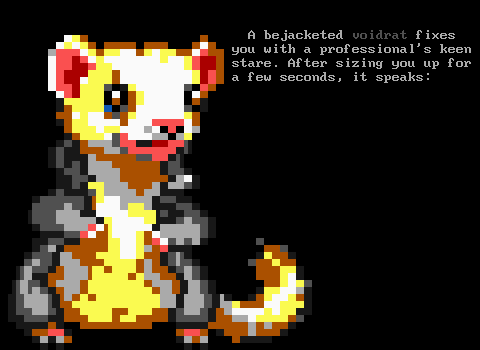 A bejacketed voidrat fixes
you with a professional's keen
stare. After sizing you up for
a few seconds, it speaks: